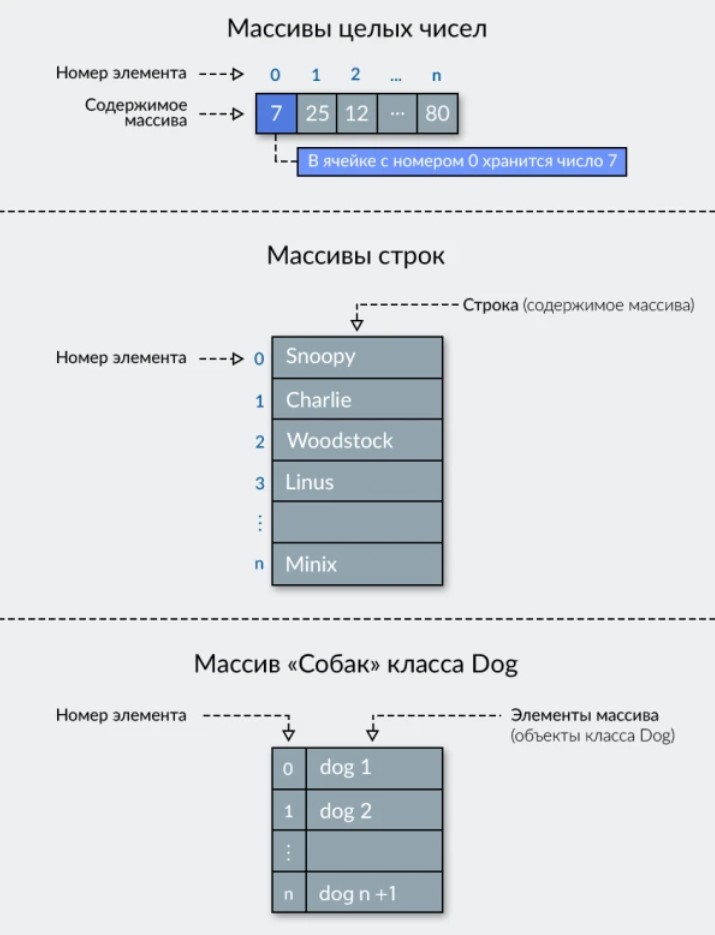 Массивы целых чисел
Номер элемента 0 1 2 ... n
Содержимое
массива
7 25 12 ... 80
В ячейке с номером 0 хранится число 7
Массивы строк
Строка (содержимое массива)
Номер элемента 0 Snoopy
1 Charlie
2 Woodstock
3 Linus
⋮
n Minix
Массив «Собак» класса Dog
Номер элемента
Элементы массива
(объекты класса Dog)
0 dog 1
1 dog 2
⋮
n dog n +1